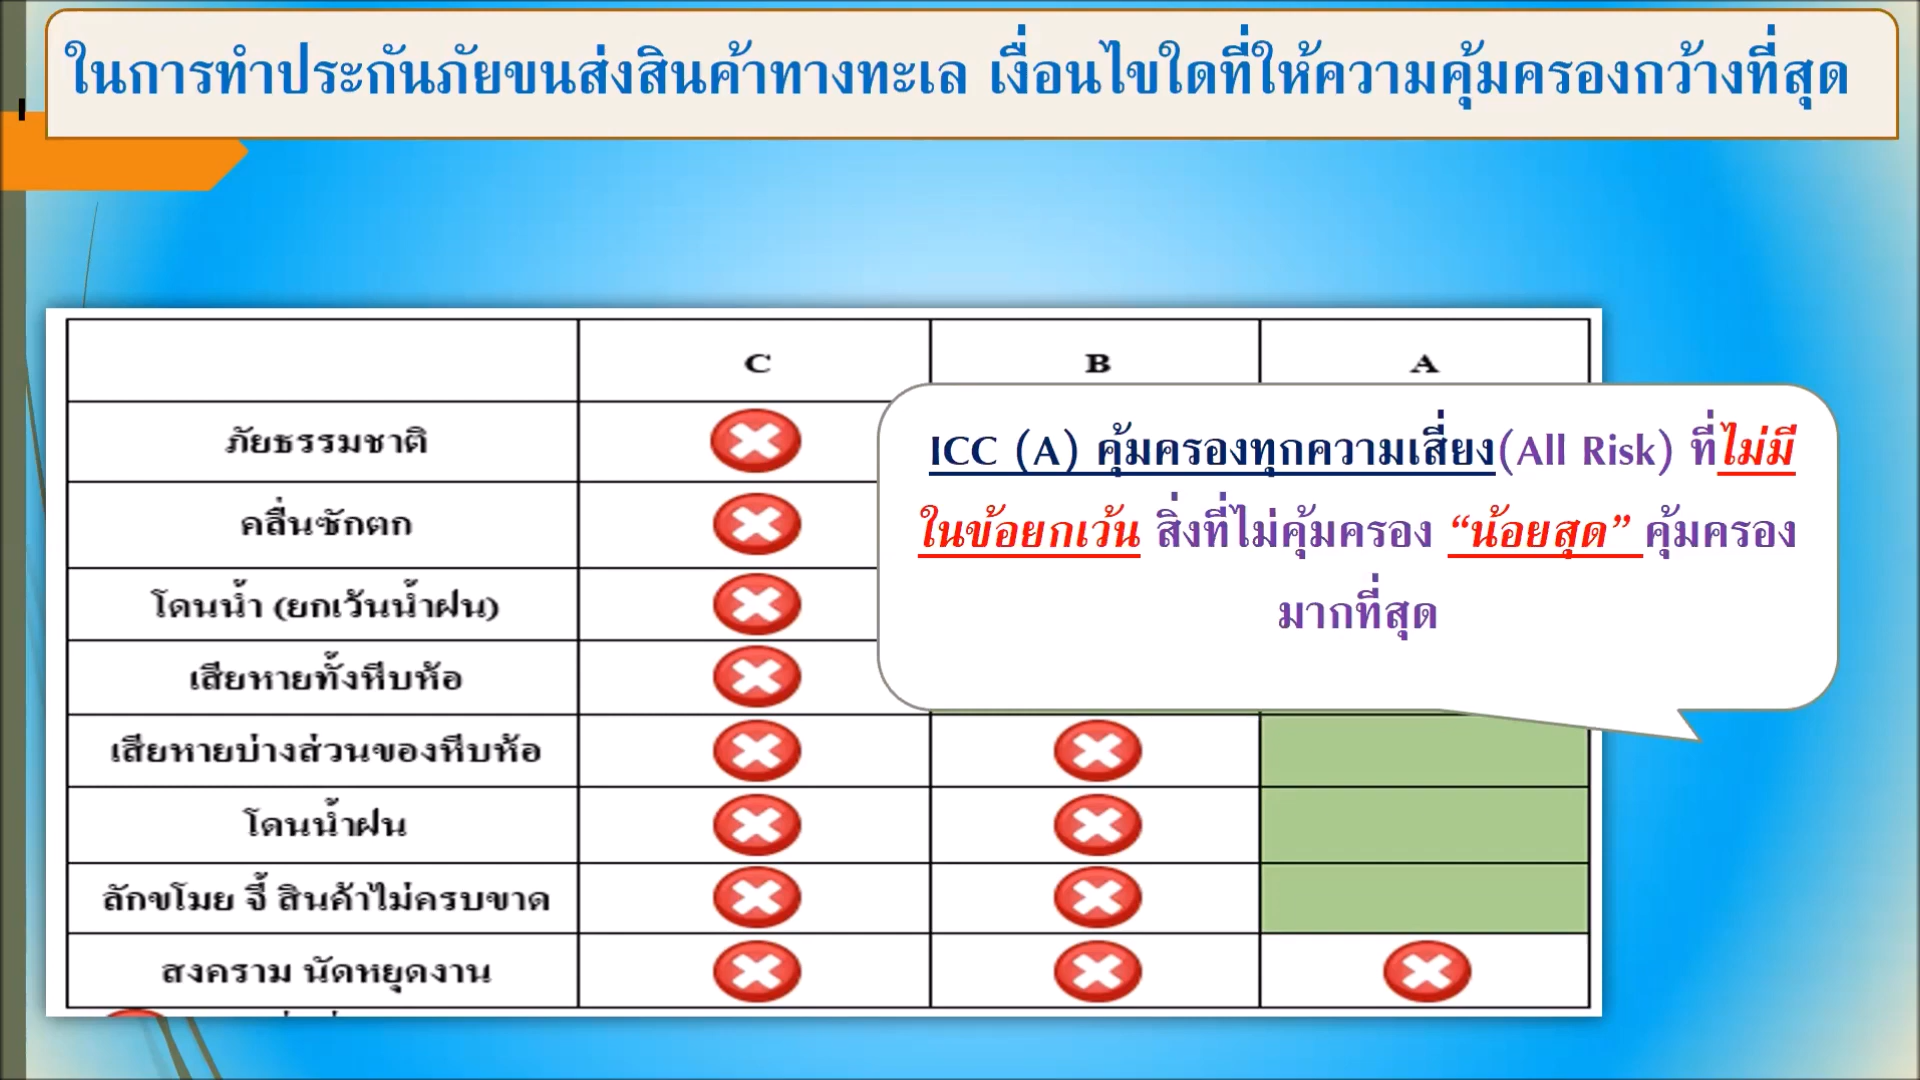 ในการทำประกันภัยขนส่งสินค้าทางทะเล เงื่อนไขใดที่ให้ความคุ้มครองกว้างที่สุด
C B A
ภัยธรรมชาติ
คลื่นซักตก
โดนน้ำ (ยกเว้นน้ำฝน)
เสียหายทั้งหีบห้อ
เสียหายบ่างส่วนของหีบห้อ
โดนน้ำฝน
ลักขโมย จี้ สินค้าไม่ครบขาด
สงคราม นัดหยุดงาน
ICC (A) คุ้มครองทุกความเสี่ยง(All Risk) ที่ไม่มี
ในข้อยกเว้น สิ่งที่ไม่คุ้มครอง “น้อยสุด” คุ้มครอง
มากที่สุด